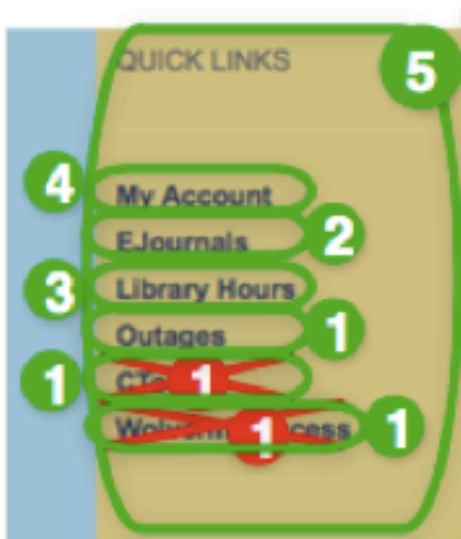 QUICK LINKS 5
4 My Account
EJournals 2
3 Library Hours
Outages 1
1 1
1 1